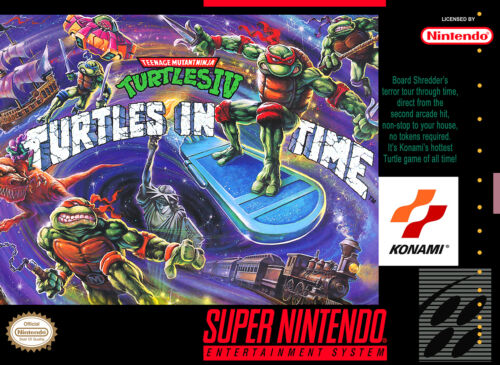 LICENSED BY
Nintendo
TEENAGE MUTANT NINJA
TURTLES IV
TURTLES IN TIME
Board Shredder's
terror tour through time,
direct from the
second arcade hit,
non-stop to your house,
no tokens required.
It's Konami's hottest
Turtle game of all time!
KONAMI®
Official
Nintendo
Seal Of Quality
SUPER NINTENDO®
ENTERTAINMENT SYSTEM